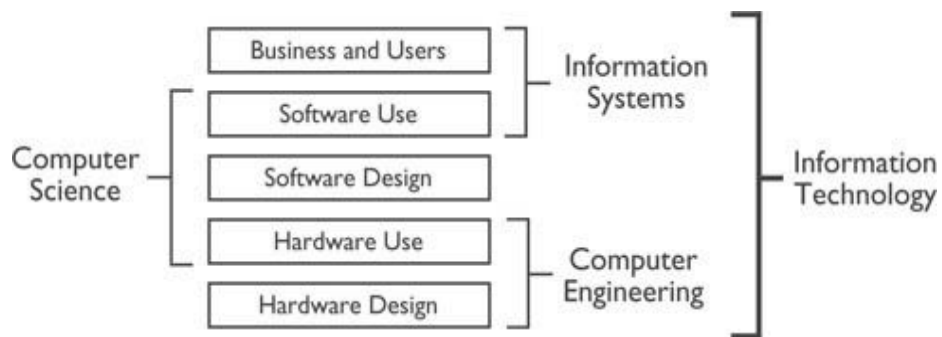 Business and Users
Software Use
Software Design
Hardware Use
Hardware Design
Computer
Science
Information
Systems
Computer
Engineering
Information
Technology